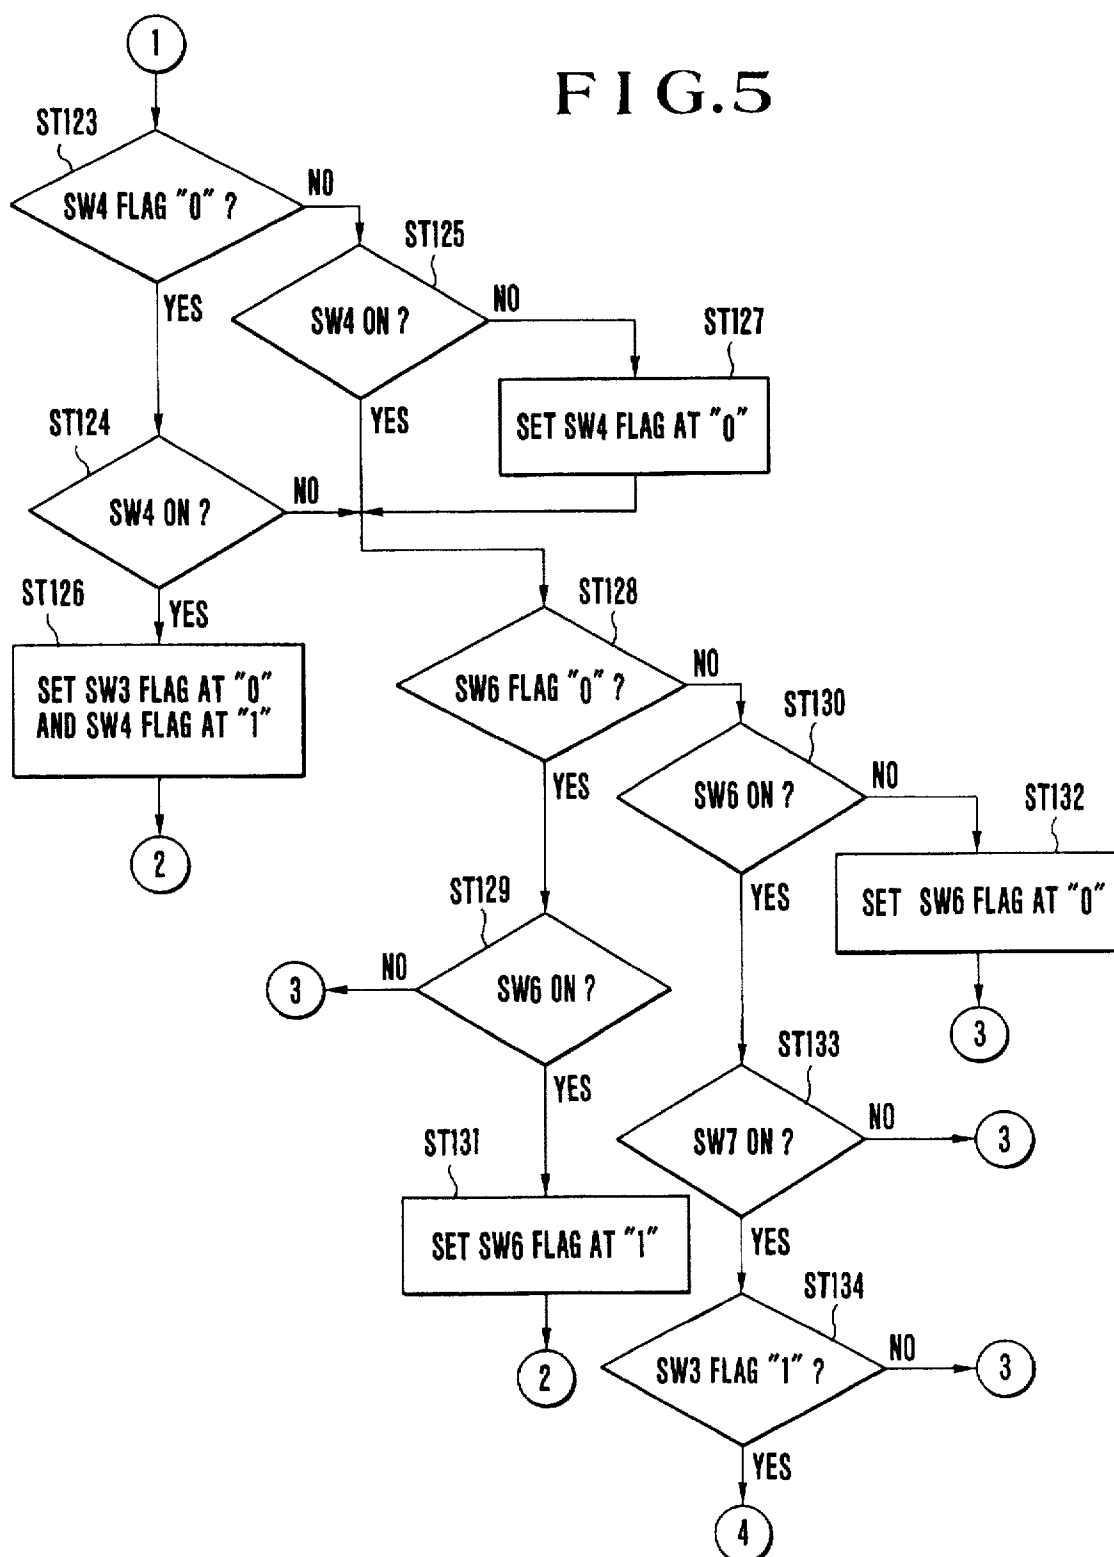 1
FIG.5
ST123
SW4 FLAG "0" ?
NO
ST125
YES
SW4 ON ?
NO
ST127
SET SW4 FLAG AT "0"
YES
ST124
SW4 ON ?
NO
ST126
YES
SET SW3 FLAG AT "0"
AND SW4 FLAG AT "1"
2
ST128
SW6 FLAG "0" ?
NO
ST130
YES
SW6 ON ?
NO
ST132
SET SW6 FLAG AT "0"
3
YES
ST129
SW6 ON ?
NO
3
YES
ST131
SET SW6 FLAG AT "1"
2
ST133
SW7 ON ?
NO
3
YES
ST134
SW3 FLAG "1" ?
NO
3
YES
4